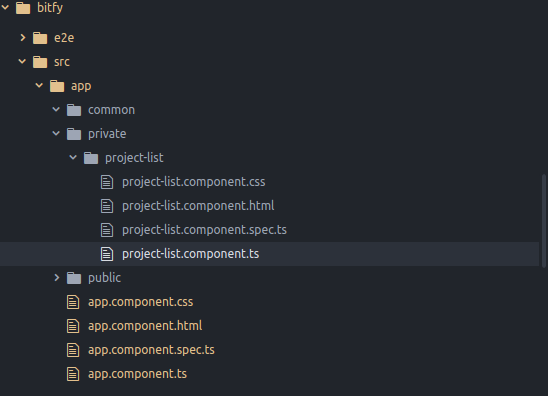 bitfy
e2e
src
app
common
private
project-list
project-list.component.css
project-list.component.html
project-list.component.spec.ts
project-list.component.ts
public
app.component.css
app.component.html
app.component.spec.ts
app.component.ts